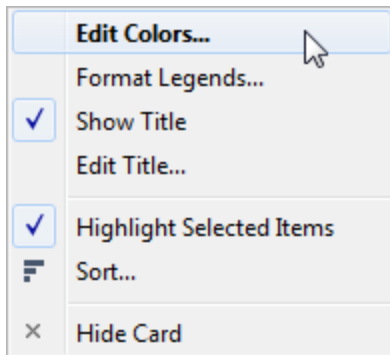 Edit Colors...
Format Legends...
Show Title
Edit Title...
Highlight Selected Items
Sort...
Hide Card